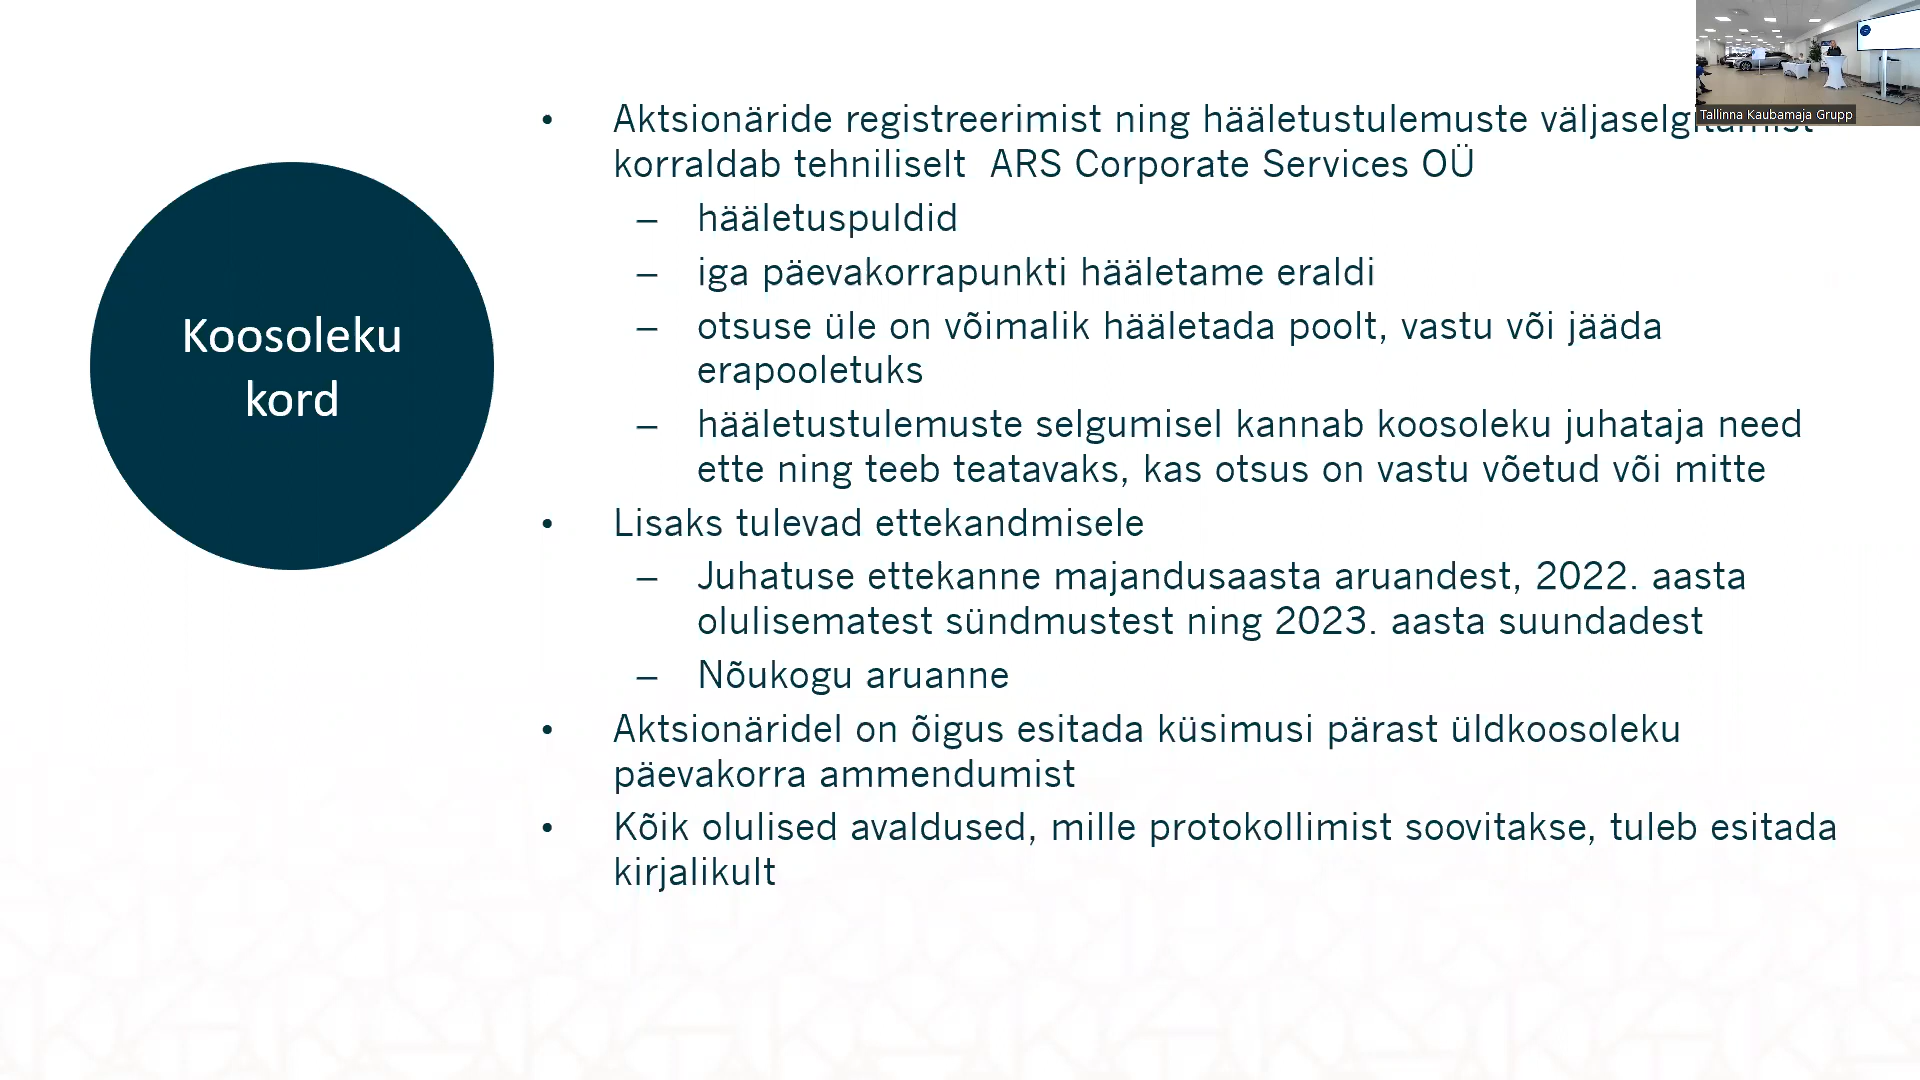 Koosoleku
kord
• Aktsionäride registreerimist ning hääletustulemuste
korraldab tehniliselt ARS Corporate Services OÜ
– hääletuspuldid
– iga päevakorrapunkti hääletame eraldi
– otsuse üle on võimalik hääletada poolt, vastu või jääda
erapooletuks
– hääletustulemuste selgumisel kannab koosoleku juhataja need
ette ning teeb teatavaks, kas otsus on vastu võetud või mitte
• Lisaks tulevad ettekandmisele
– Juhatuse ettekanne majandusaasta aruandest, 2022. aasta
olulisematest sündmustest ning 2023. aasta suundadest
– Nõukogu aruanne
• Aktsionäridel on õigus esitada küsimusi pärast üldkoosoleku
päevakorra ammendumist
• Kõik olulised avaldused, mille protokollimist soovitakse, tuleb esitada
kirjalikult
Tallinna Kaubamaja Grupp